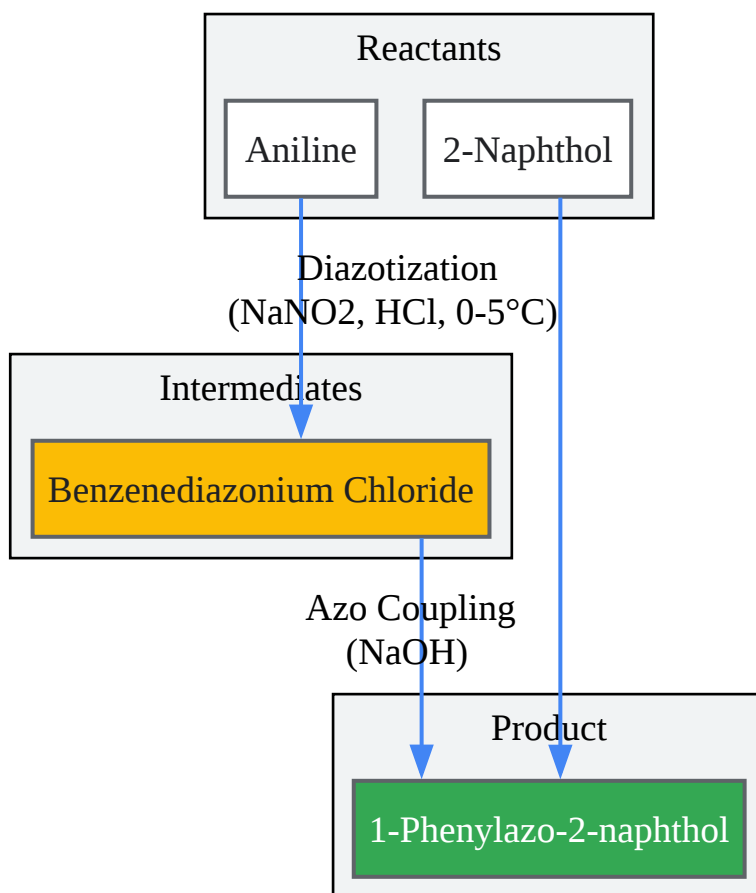 Reactants
Aniline
2-Naphthol
Diazotization
(NaNO2, HCl, 0-5°C)
Intermediates
Benzenediazonium Chloride
Azo Coupling
(NaOH)
Product
1-Phenylazo-2-naphthol